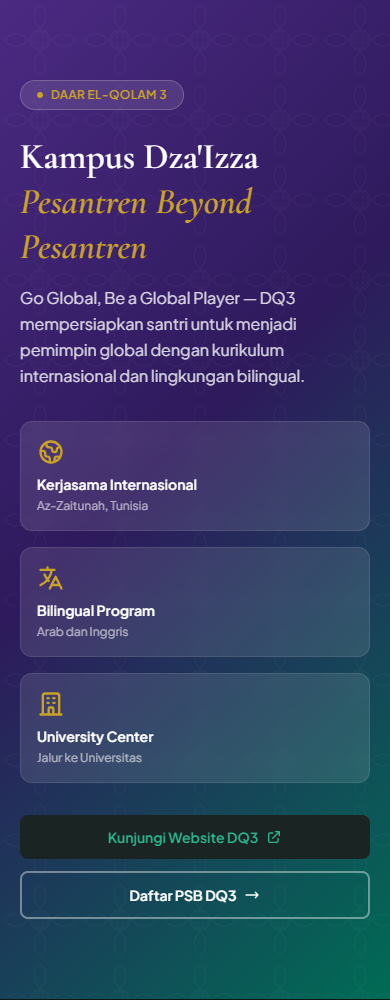 DAAR EL-QOLAM 3
Kampus Dza'Izza
Pesantren Beyond
Pesantren
Go Global, Be a Global Player — DQ3
mempersiapkan santri untuk menjadi
pemimpin global dengan kurikulum
internasional dan lingkungan bilingual.
Kerjasama Internasional
Az-Zaitunah, Tunisia
Bilingual Program
Arab dan Inggris
University Center
Jalur ke Universitas
Kunjungi Website DQ3
Daftar PSB DQ3 →